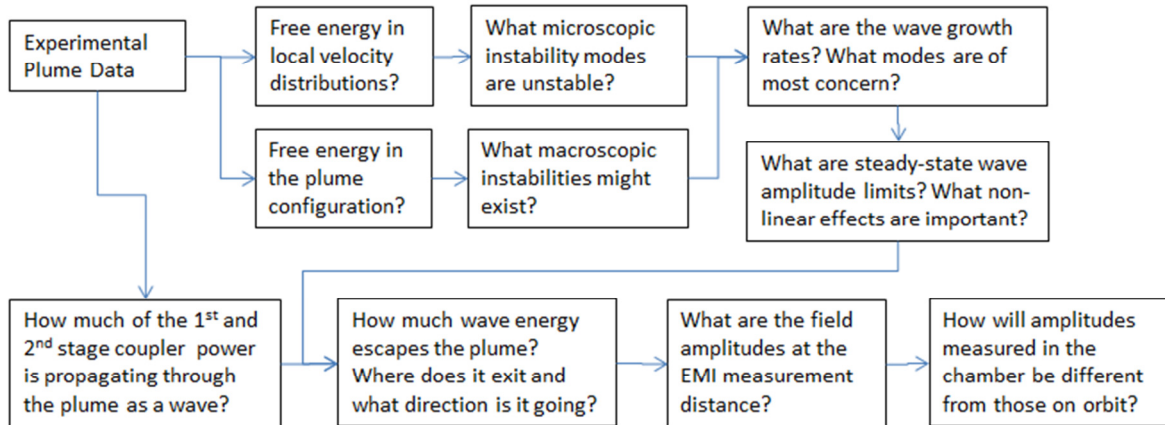 Experimental
Plume Data
Free energy in
local velocity
distributions?
What microscopic
instability modes
are unstable?
What are the wave growth
rates? What modes are of
most concern?
Free energy in
the plume
configuration?
What macroscopic
instabilities might
exist?
What are steady-state wave
amplitude limits? What non-
linear effects are important?
How much of the 1st and
2nd stage coupler power
is propagating through
the plume as a wave?
How much wave energy
escapes the plume?
Where does it exit and
what direction is it going?
What are the field
amplitudes at the
EMI measurement
distance?
How will amplitudes
measured in the
chamber be different
from those on orbit?